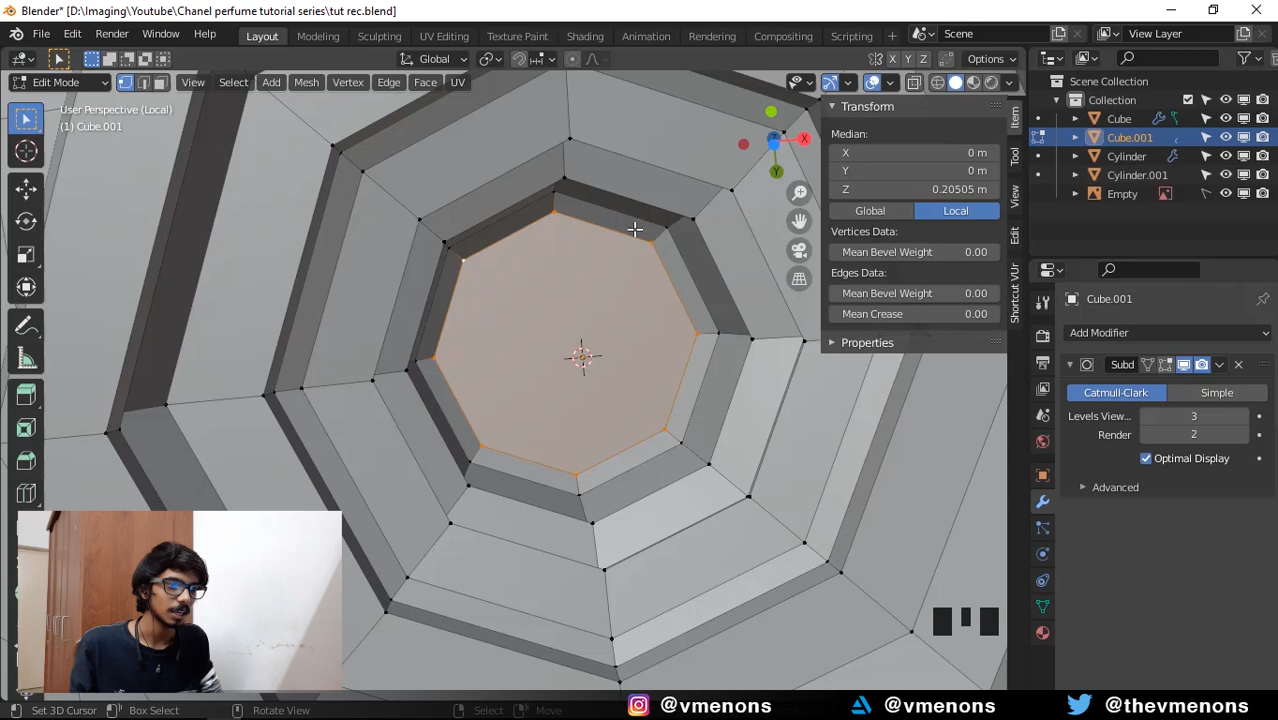 Blender* [D:\Imaging\Youtube\Chanel perfume tutorial series\tut rec.blend]
File Edit Render Window Help Layout Modeling Sculpting UV Editing Texture Paint Shading Animation Rendering Compositing Scripting Scene View Layer
Global X Y Z Options
Edit Mode View Select Add Mesh Vertex Edge Face UV
User Perspective (Local)
(1) Cube.001
Transform
Median:
X 0 m
Y 0 m
Z 0.20505 m
Global Local
Vertices Data:
Mean Bevel Weight 0.00
Edges Data:
Mean Bevel Weight 0.00
Mean Crease 0.00
Properties
Item
Tool
View
Edit
Shortcut VUr
X
Y
Z
Scene Collection
Collection
Cube
Cube.001
Cylinder
Cylinder.001
Empty
Cube.001
Add Modifier
Subd
Catmull-Clark Simple
Levels View... 3
Render 2
Optimal Display
Advanced
@vmenons @vmenons @thevmenons
Set 3D Cursor Box Select Rotate View Select Move